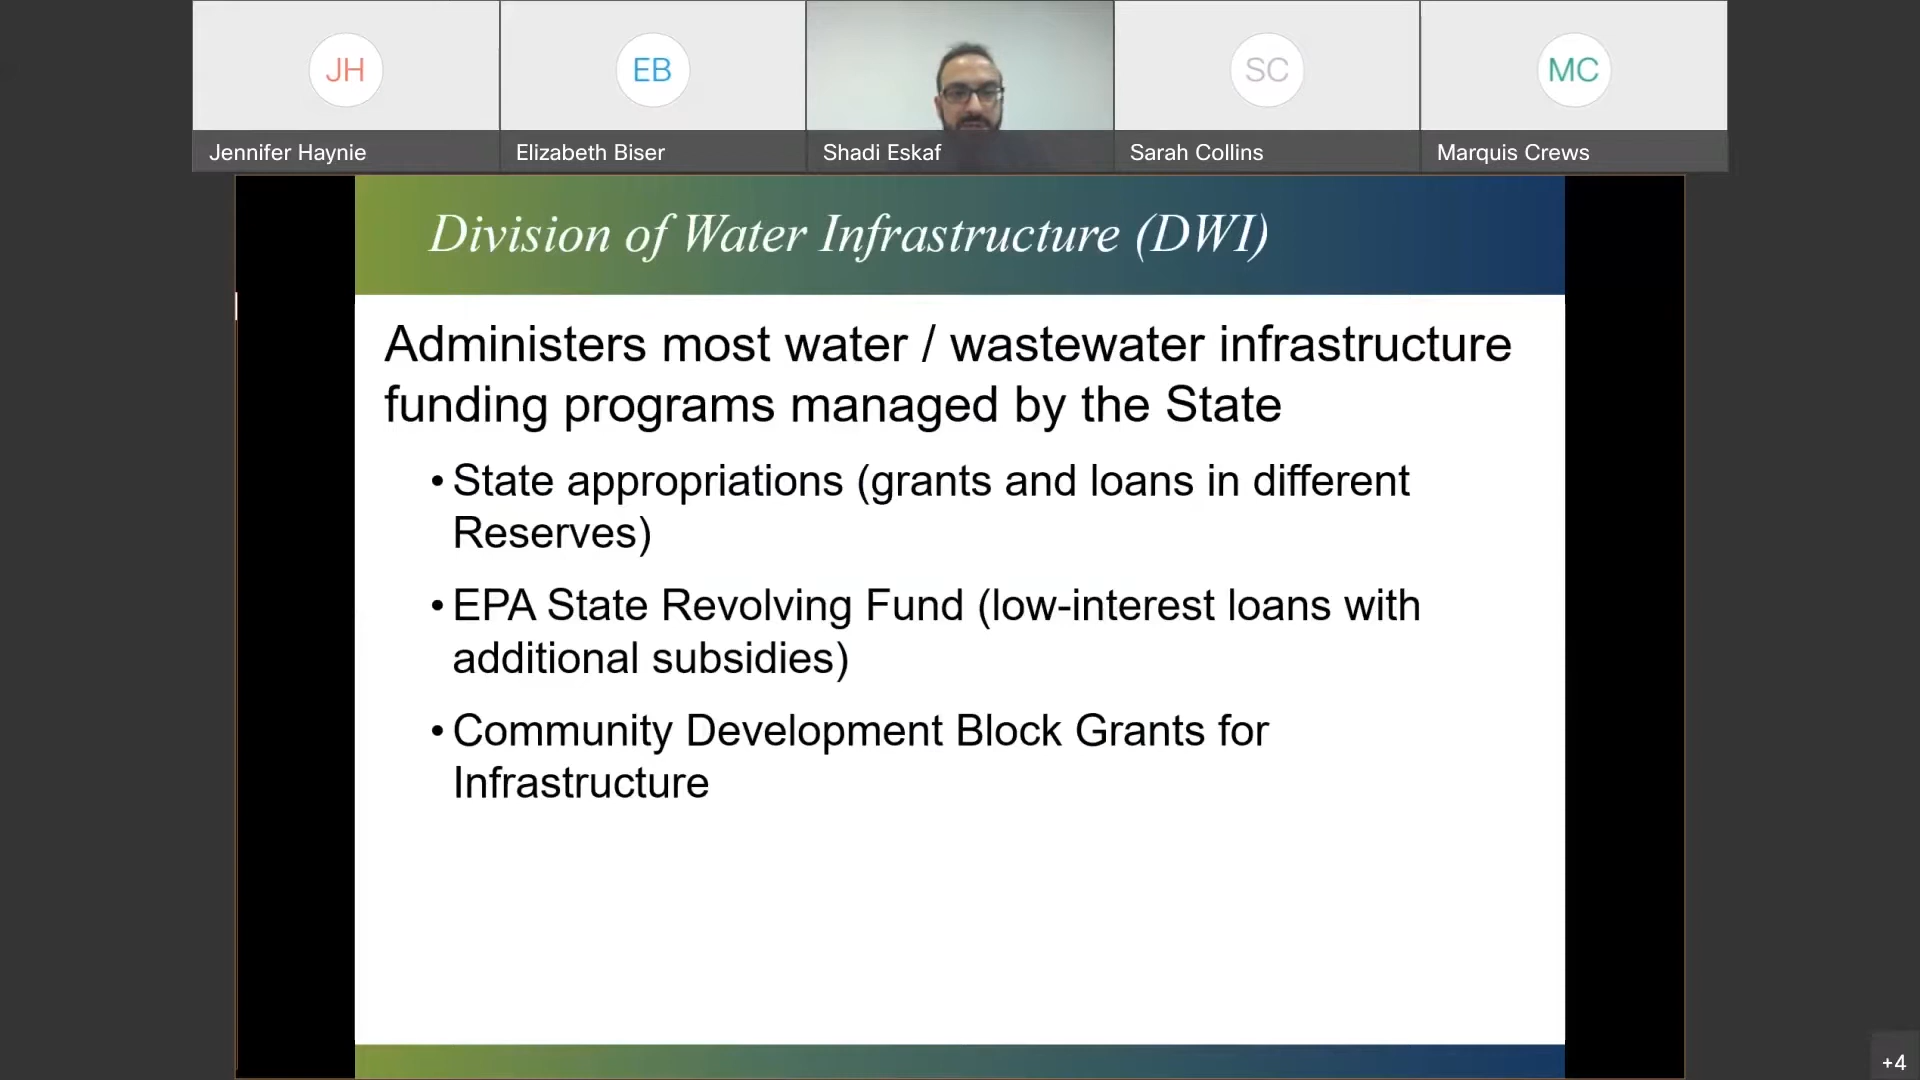 JH
EB
SC
MC
Jennifer Haynie
Elizabeth Biser
Shadi Eskaf
Sarah Collins
Marquis Crews
Division of Water Infrastructure (DWI)
Administers most water / wastewater infrastructure
funding programs managed by the State
• State appropriations (grants and loans in different
Reserves)
• EPA State Revolving Fund (low-interest loans with
additional subsidies)
• Community Development Block Grants for
Infrastructure
+4